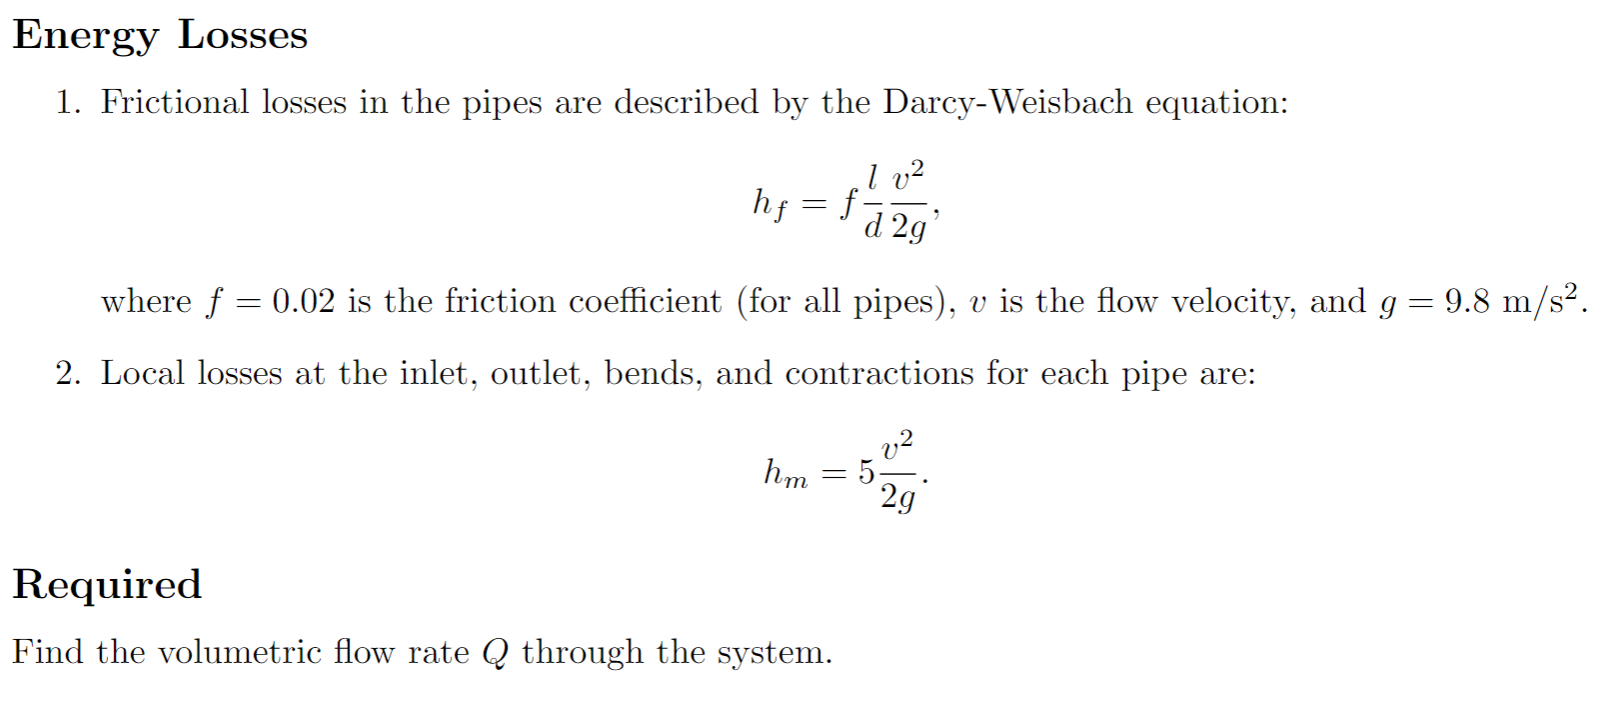 Energy Losses
1. Frictional losses in the pipes are described by the Darcy-Weisbach equation:
h_f = f \frac{l}{d} \frac{v^2}{2g},
where f = 0.02 is the friction coefficient (for all pipes), v is the flow velocity, and g = 9.8 m/s².
2. Local losses at the inlet, outlet, bends, and contractions for each pipe are:
h_m = 5 \frac{v^2}{2g}.
Required
Find the volumetric flow rate Q through the system.